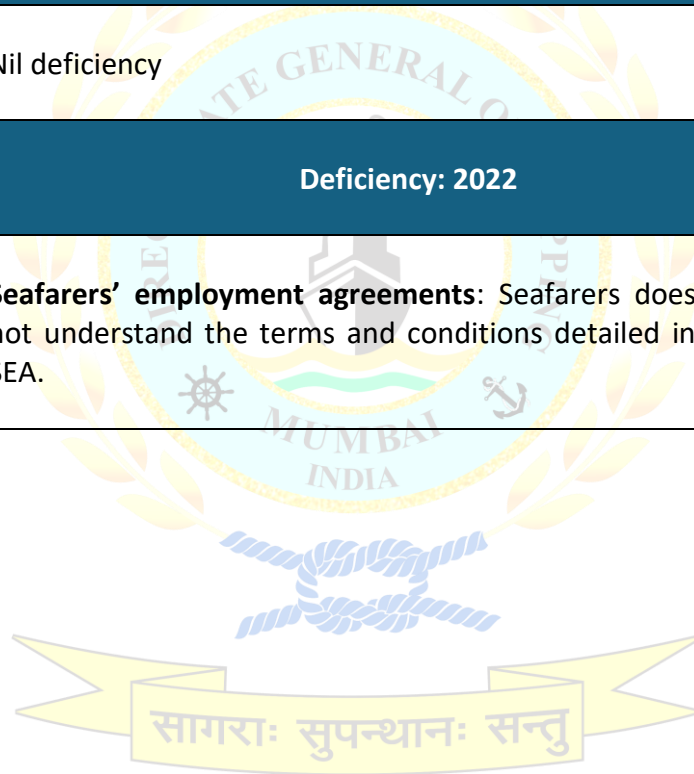 Nil deficiency
Deficiency: 2022
Seafarers’ employment agreements: Seafarers does
not understand the terms and conditions detailed in
SEA.
MUMBAI
INDIA
सागराः सुपन्थानः सन्तु